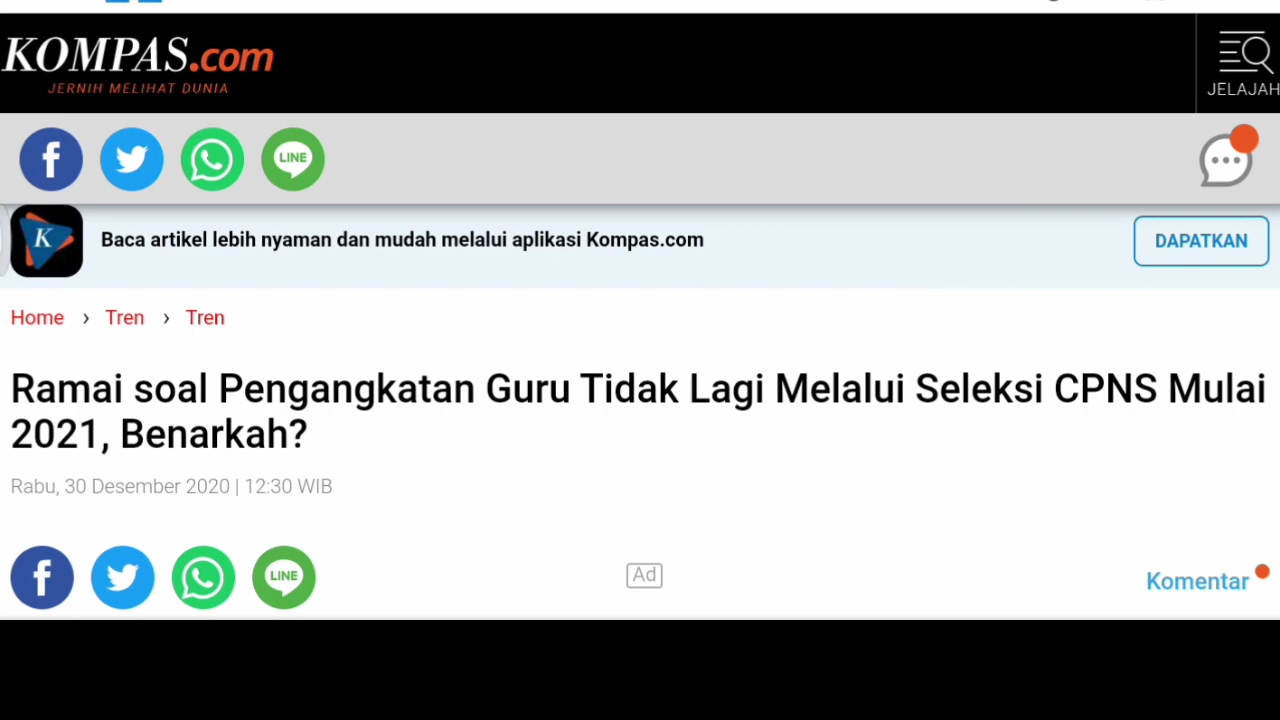 KOMPAS.com
JERNIH MELIHAT DUNIA
JELAJAH
f
LINE
K
Baca artikel lebih nyaman dan mudah melalui aplikasi Kompas.com
DAPATKAN
Home › Tren › Tren
Ramai soal Pengangkatan Guru Tidak Lagi Melalui Seleksi CPNS Mulai
2021, Benarkah?
Rabu, 30 Desember 2020 | 12:30 WIB
f
LINE
Ad
Komentar